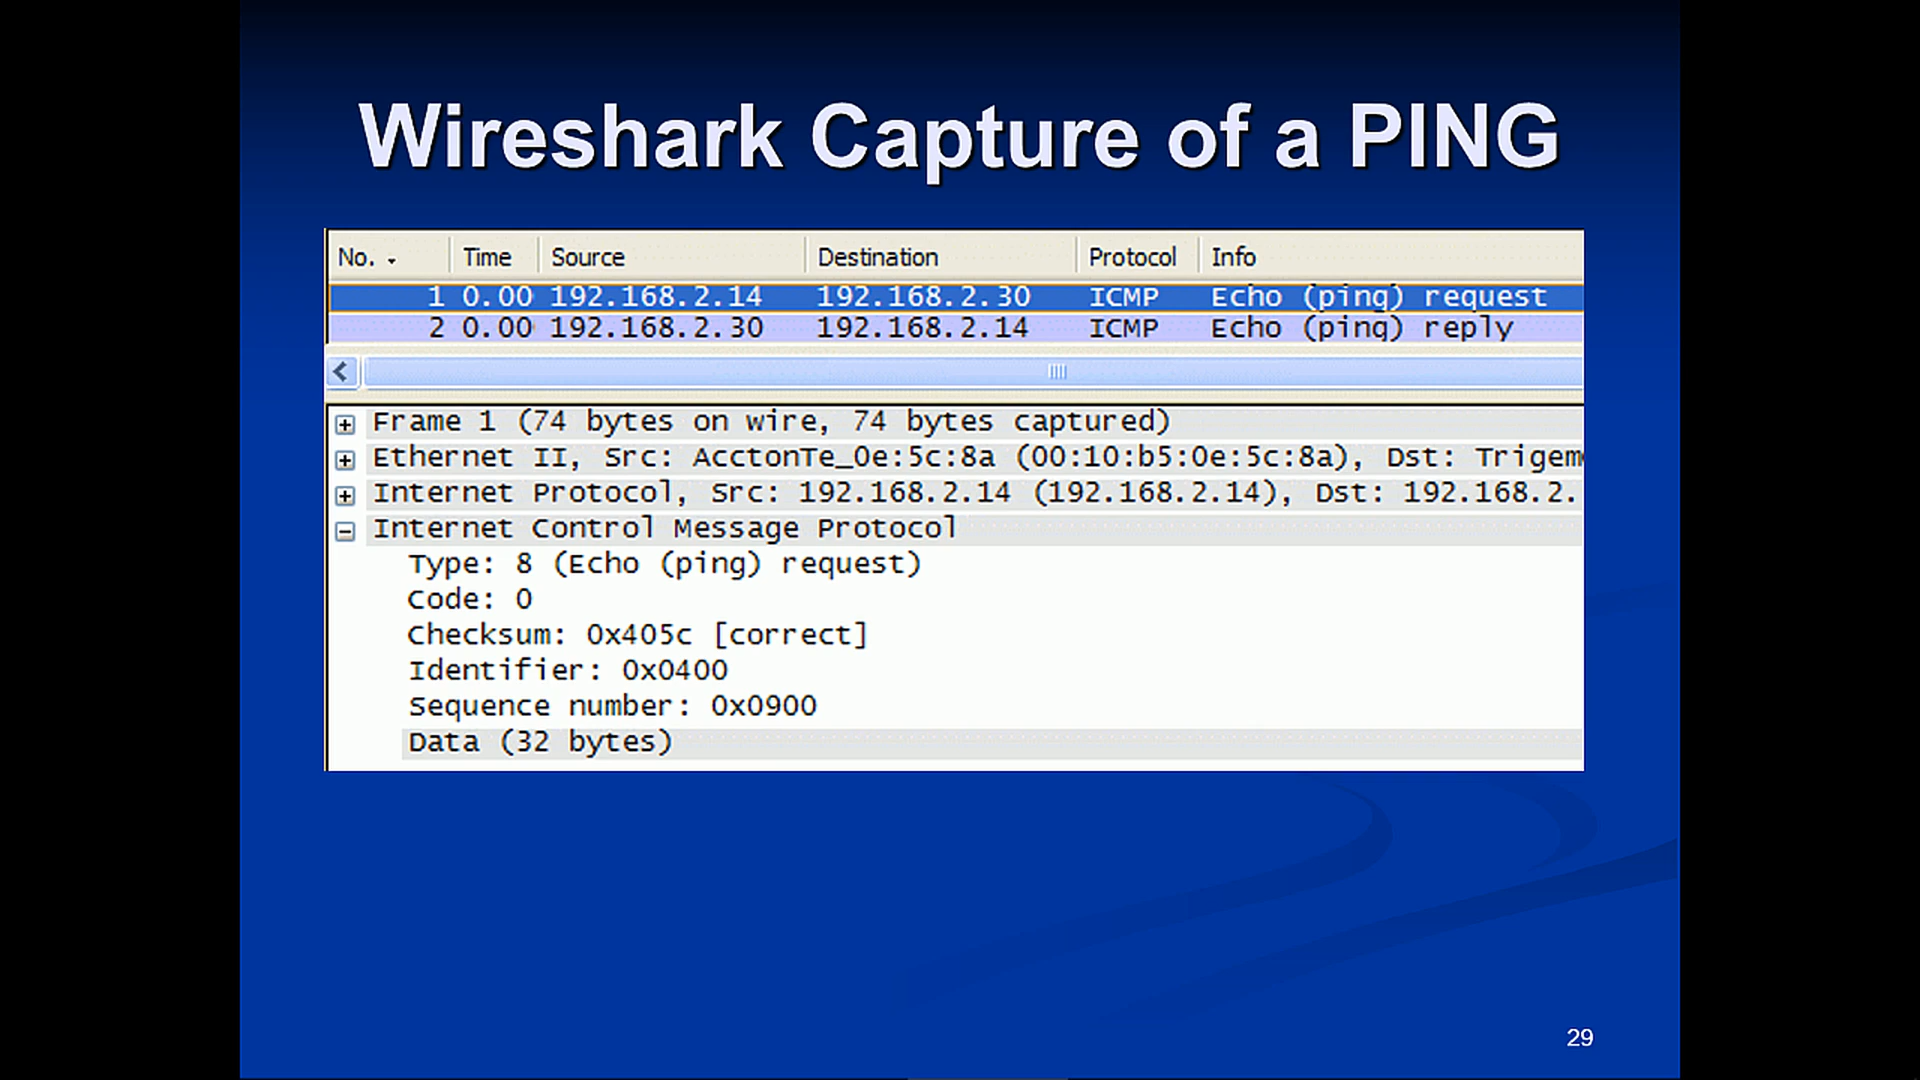 Wireshark Capture of a PING
No. Time Source Destination Protocol Info
1 0.00 192.168.2.14 192.168.2.30 ICMP Echo (ping) request
2 0.00 192.168.2.30 192.168.2.14 ICMP Echo (ping) reply
Frame 1 (74 bytes on wire, 74 bytes captured)
Ethernet II, Src: AcctonTe_0e:5c:8a (00:10:b5:0e:5c:8a), Dst: Trigem
Internet Protocol, Src: 192.168.2.14 (192.168.2.14), Dst: 192.168.2.
Internet Control Message Protocol
Type: 8 (Echo (ping) request)
Code: 0
Checksum: 0x405c [correct]
Identifier: 0x0400
Sequence number: 0x0900
Data (32 bytes)
29